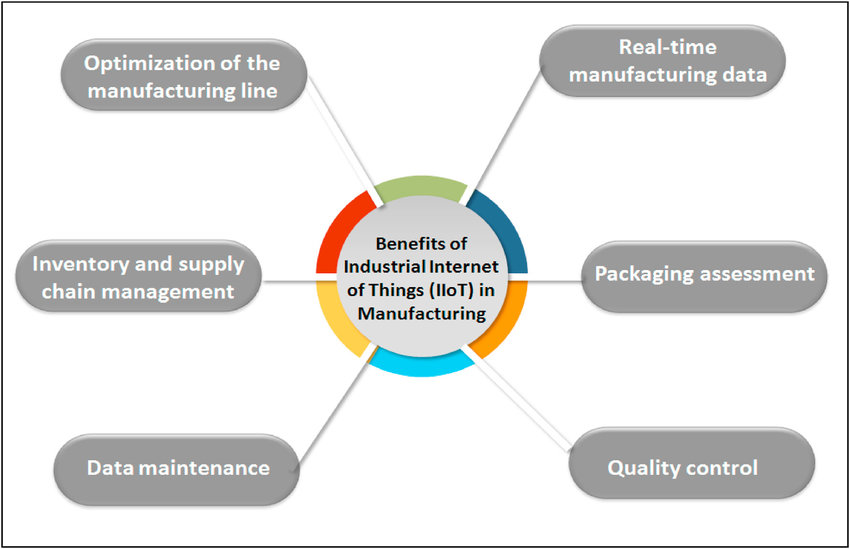 Optimization of the
manufacturing line
Real-time
manufacturing data
Inventory and supply
chain management
Benefits of
Industrial Internet
of Things (IIoT) in
Manufacturing
Packaging assessment
Data maintenance
Quality control